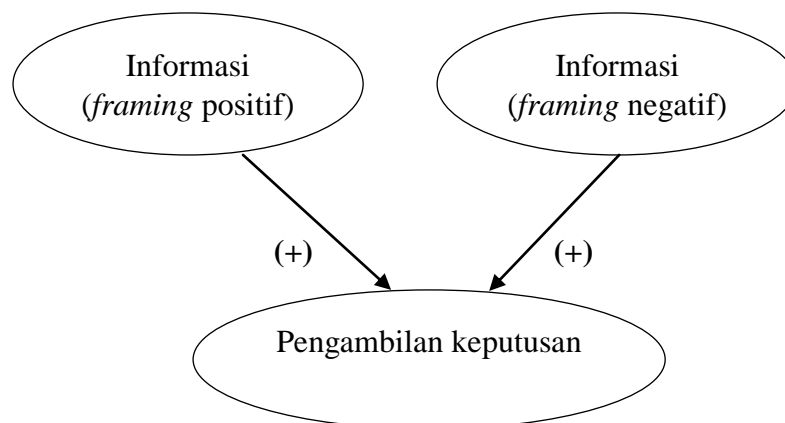 Informasi
(framing positif)
Informasi
(framing negatif)
(+)
(+)
Pengambilan keputusan